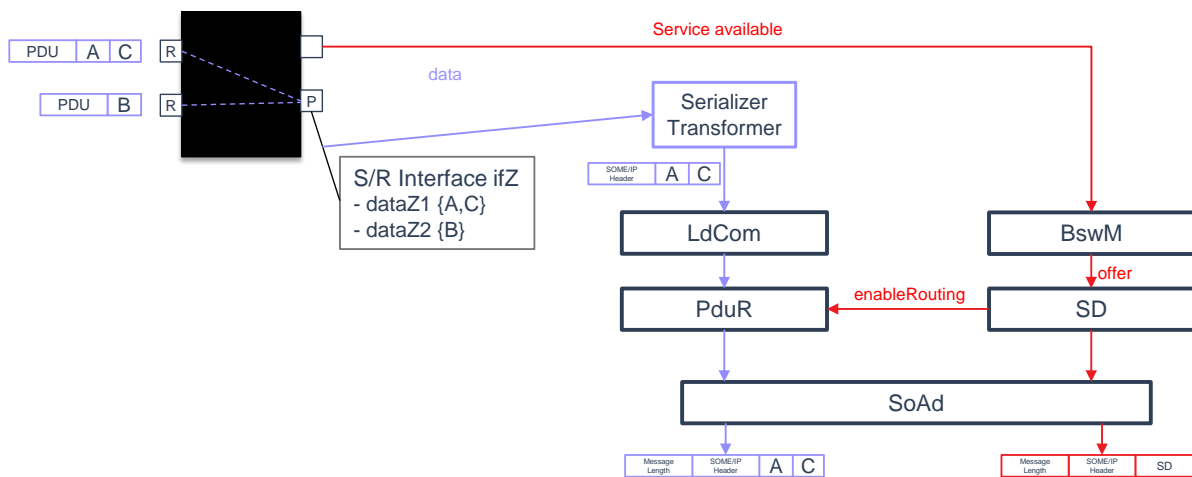 Service available
PDU A C
R
data
PDU B
R
P
Serializer
Transformer
S/R Interface ifZ
- dataZ1 {A,C}
- dataZ2 {B}
SOME/IP
Header
A C
LdCom
BswM
offer
enableRouting
PduR
SD
SoAd
Message
Length
SOME/IP
Header
A C
Message
Length
SOME/IP
Header
SD